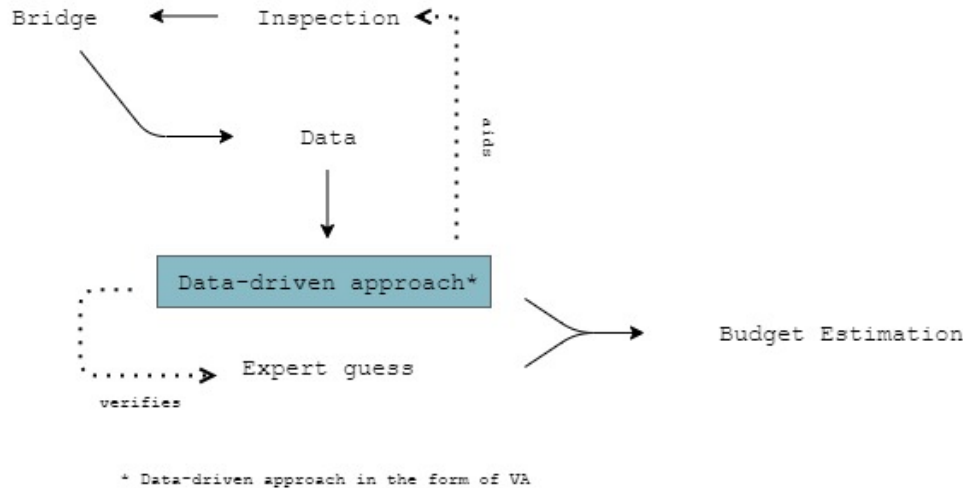 Bridge
Inspection
aids
Data
Data-driven approach*
Budget Estimation
Expert guess
verifies
* Data-driven approach in the form of VA